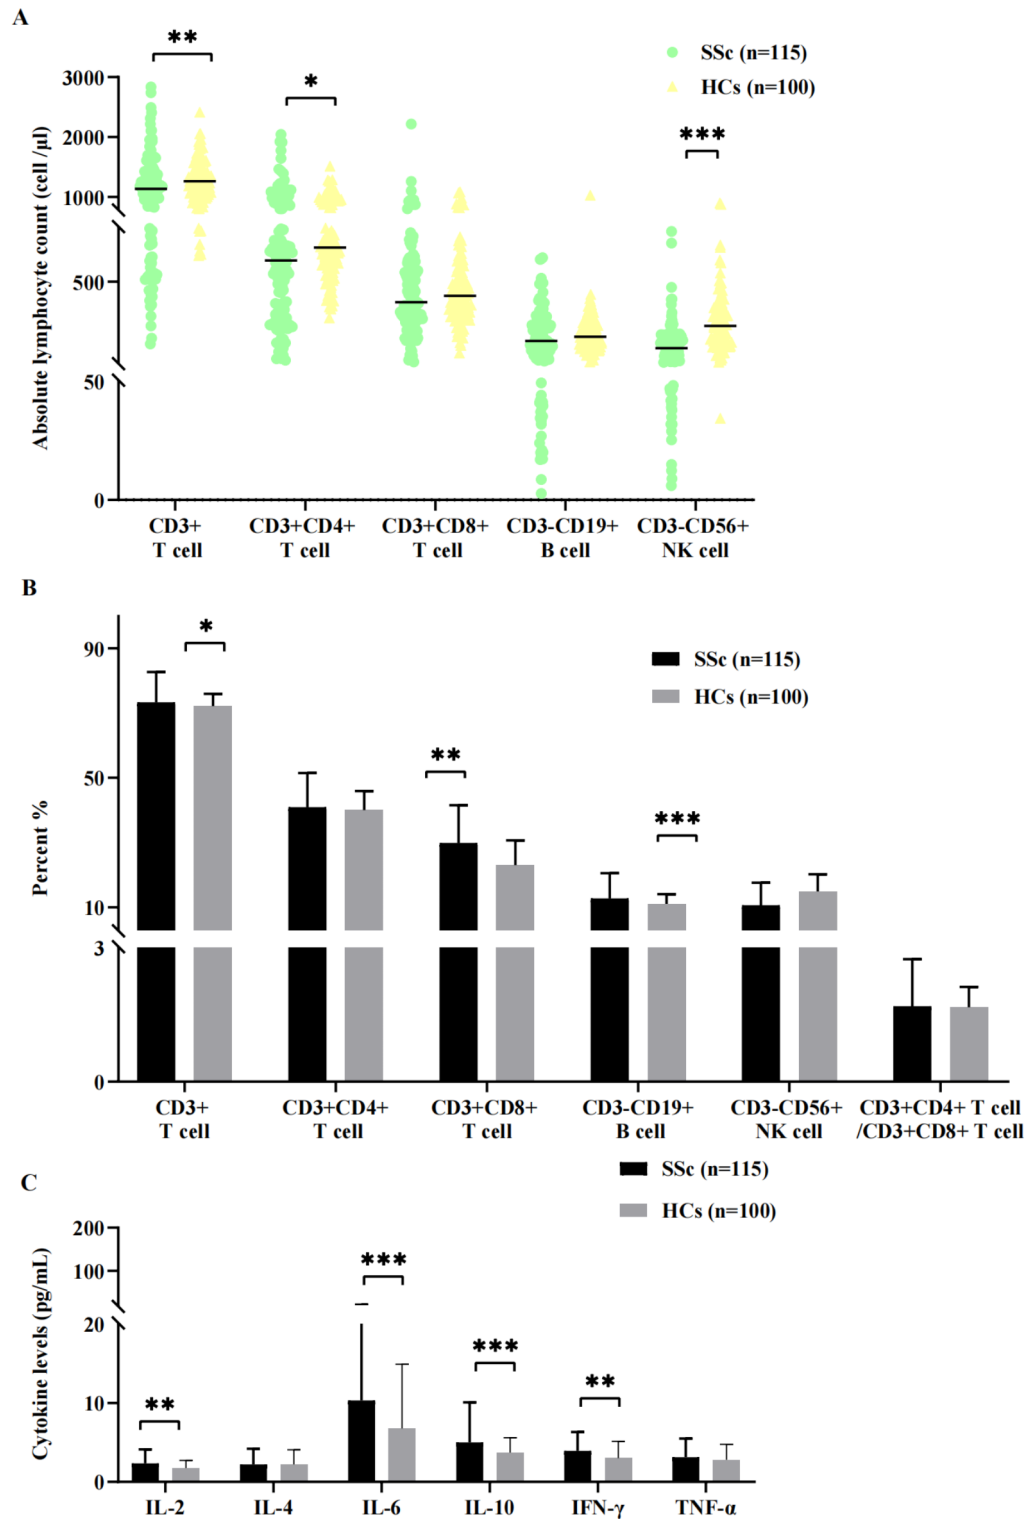 A
**
*
***
SSc (n=115)
HCs (n=100)
Absolute lymphocyte count (cell /µl)
3000
2000
1000
500
50
0
CD3+
T cell
CD3+CD4+
T cell
CD3+CD8+
T cell
CD3-CD19+
B cell
CD3-CD56+
NK cell
B
*
**
***
SSc (n=115)
HCs (n=100)
Percent %
90
50
10
3
0
CD3+
T cell
CD3+CD4+
T cell
CD3+CD8+
T cell
CD3-CD19+
B cell
CD3-CD56+
NK cell
CD3+CD4+ T cell
/CD3+CD8+ T cell
C
SSc (n=115)
HCs (n=100)
Cytokine levels (pg/mL)
200
100
20
10
0
**
***
***
**
IL-2
IL-4
IL-6
IL-10
IFN-γ
TNF-α